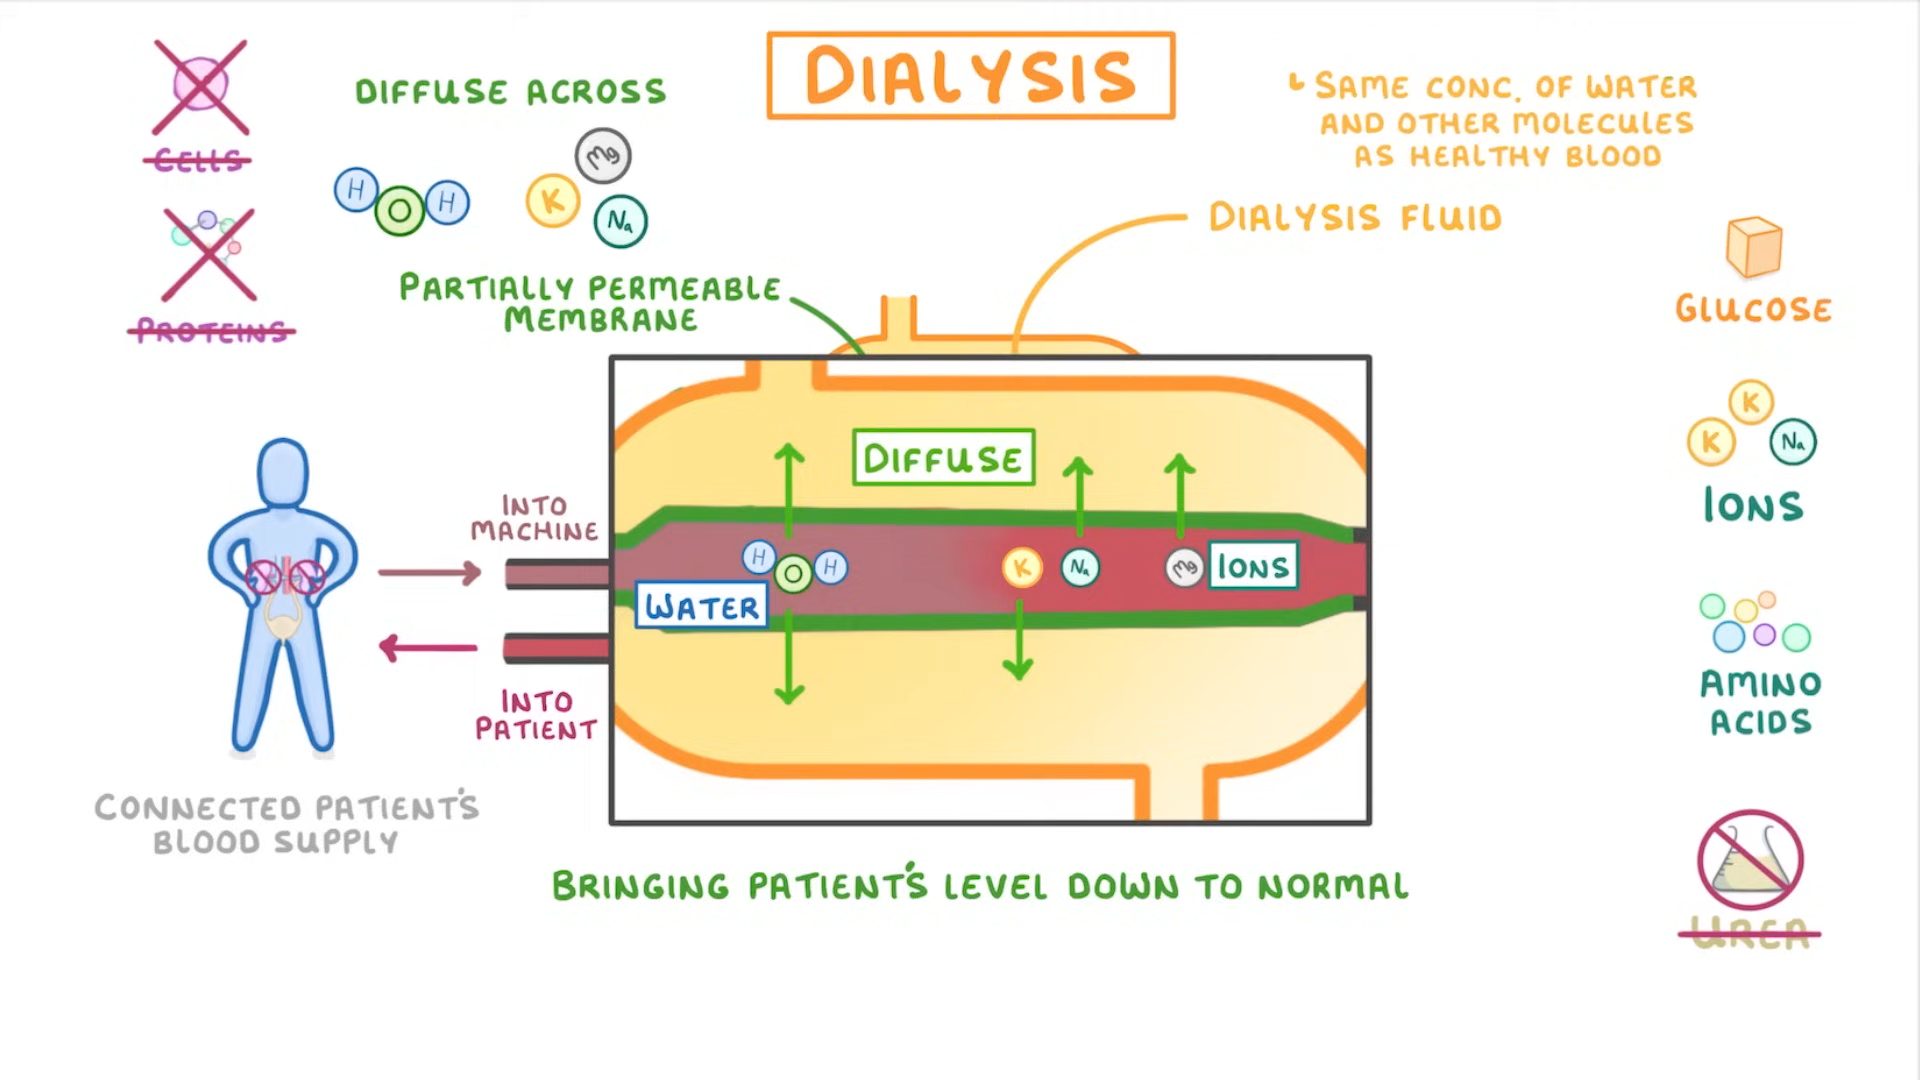 DIALYSIS
CELLS
PROTEINS
DIFFUSE ACROSS
H O H
Mg
K
Na
PARTIALLY PERMEABLE
MEMBRANE
SAME CONC. OF WATER
AND OTHER MOLECULES
AS HEALTHY BLOOD
DIALYSIS FLUID
GLUCOSE
K
K Na
IONS
AMINO
ACIDS
UREA
INTO
MACHINE
INTO
PATIENT
CONNECTED PATIENT'S
BLOOD SUPPLY
DIFFUSE
H O H
WATER
K Na Mg IONS
BRINGING PATIENT'S LEVEL DOWN TO NORMAL